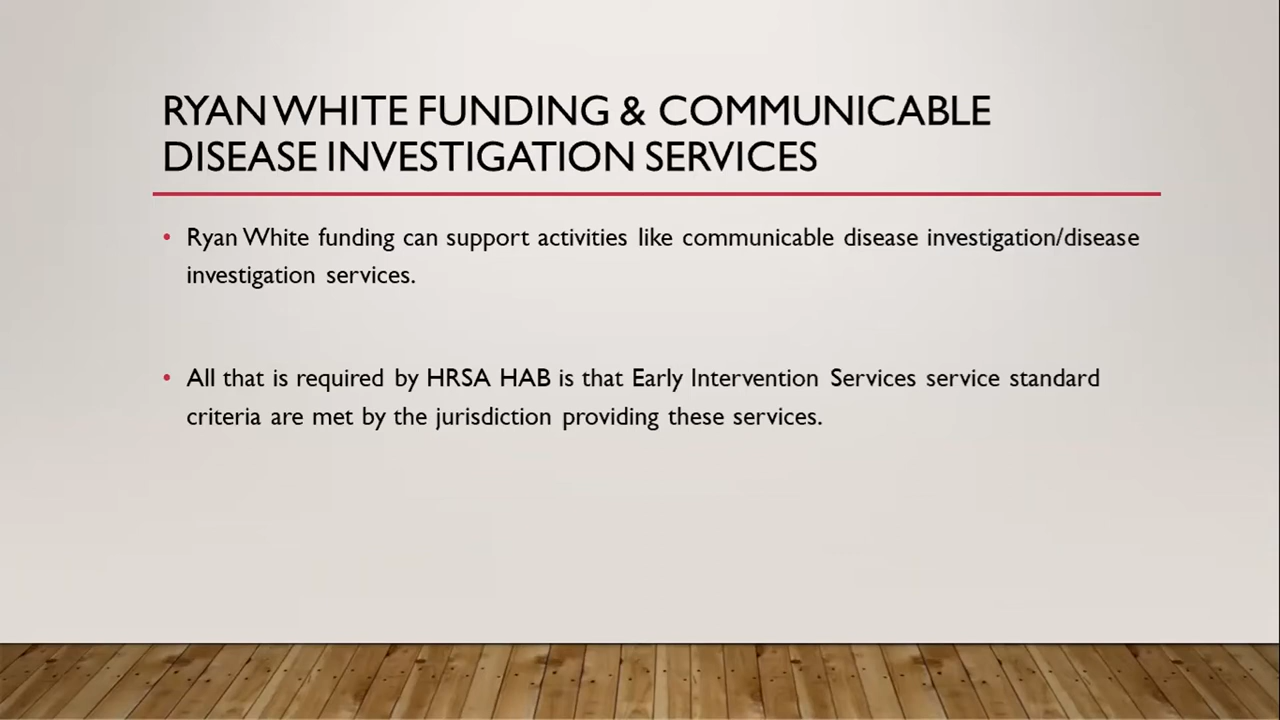 RYAN WHITE FUNDING & COMMUNICABLE
DISEASE INVESTIGATION SERVICES
• Ryan White funding can support activities like communicable disease investigation/disease
investigation services.
• All that is required by HRSA HAB is that Early Intervention Services service standard
criteria are met by the jurisdiction providing these services.